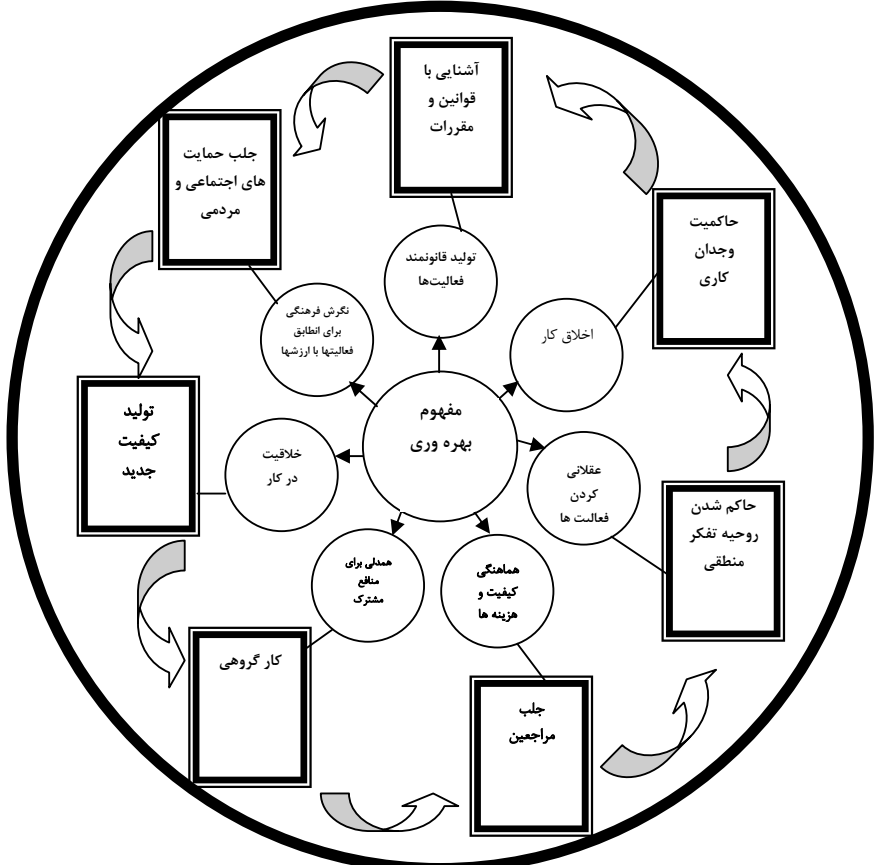 آشنایی با
قوانین و
مقررات
جلب حمایت
های اجتماعی و
مردمی
حاکمیت
وجدان
کاری
تولید قانونمند
فعالیت‌ها
نگرش فرهنگی
برای انطابق
فعالیتها با ارزشها
اخلاق کار
مفهوم
بهره وری
تولید
کیفیت
جدید
خلاقیت
در کار
عقلانی
کردن
فعالیت ها
حاکم شدن
روحیه تفکر
منطقی
همدلی برای
منافع
مشترک
هماهنگی
کیفیت و
هزینه ها
کار گروهی
جلب
مراجعین